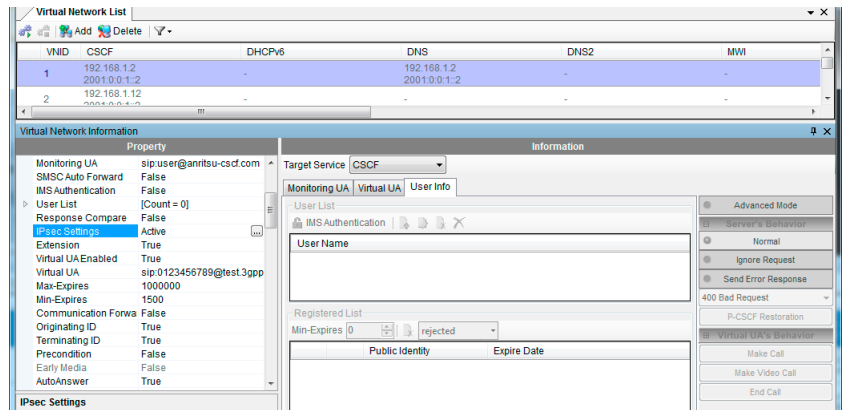 Virtual Network List
Add Delete
VNID CSCF DHCPv6 DNS DNS2 MWI
1 192.168.1.2 - 192.168.1.2 - -
2001:0:0:1::2 2001:0:0:1::2
2 192.168.1.12 - - - -
2001:0:0:1::2
Virtual Network Information
Property Information
Monitoring UA sip:user@anritsu-cscf.com
SMSC Auto Forward False
IMS Authentication False
User List [Count = 0]
Response Compare False
IPsec Settings Active ...
Extension True
Virtual UA Enabled True
Virtual UA sip:0123456789@test.3gpp
Max-Expires 1000000
Min-Expires 1500
Communication Forwa False
Originating ID True
Terminating ID True
Precondition False
Early Media False
AutoAnswer True
IPsec Settings
Target Service CSCF
Monitoring UA Virtual UA User Info
User List
IMS Authentication
User Name
Registered List
Min-Expires 0 rejected
Public Identity Expire Date
Advanced Mode
Server's Behavior
Normal
Ignore Request
Send Error Response
400 Bad Request
P-CSCF Restoration
Virtual UA's Behavior
Make Call
Make Video Call
End Call